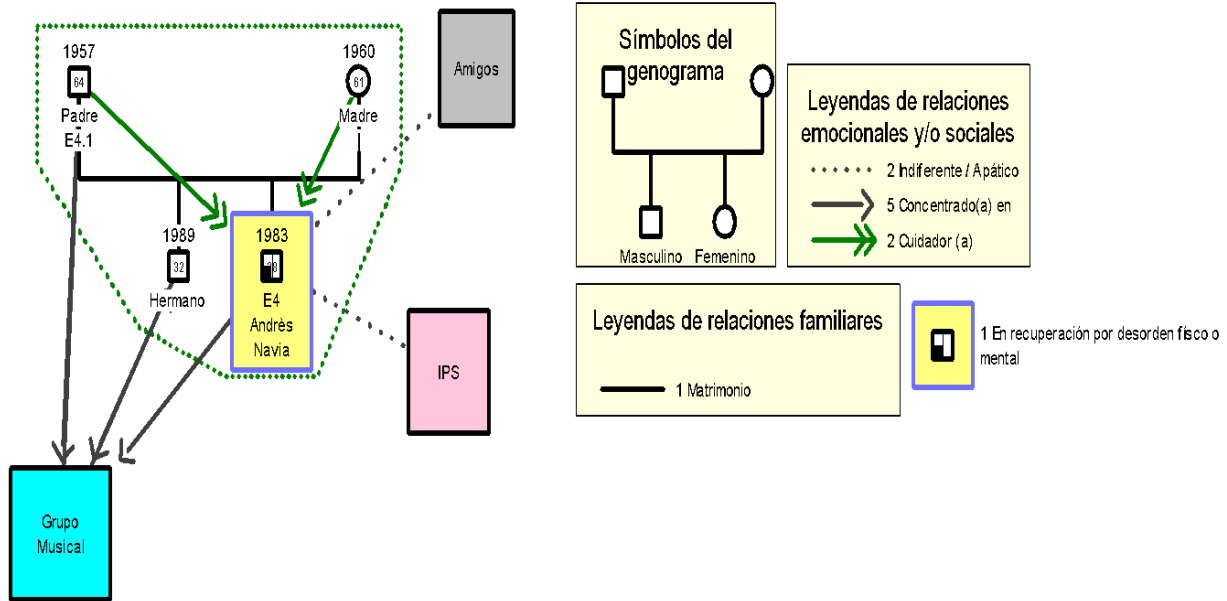 1957
64
Padre
E4.1
1960
61
Madre
1989
32
Hermano
1983
E4
Andrès
Navia
Amigos
IPS
Grupo
Musical
Símbolos del
genograma
Masculino
Femenino
Leyendas de relaciones
emocionales y/o sociales
2 Indiferente / Apático
5 Concentrado(a) en
2 Cuidador (a)
Leyendas de relaciones familiares
1 Matrimonio
1 En recuperación por desorden físco o
mental